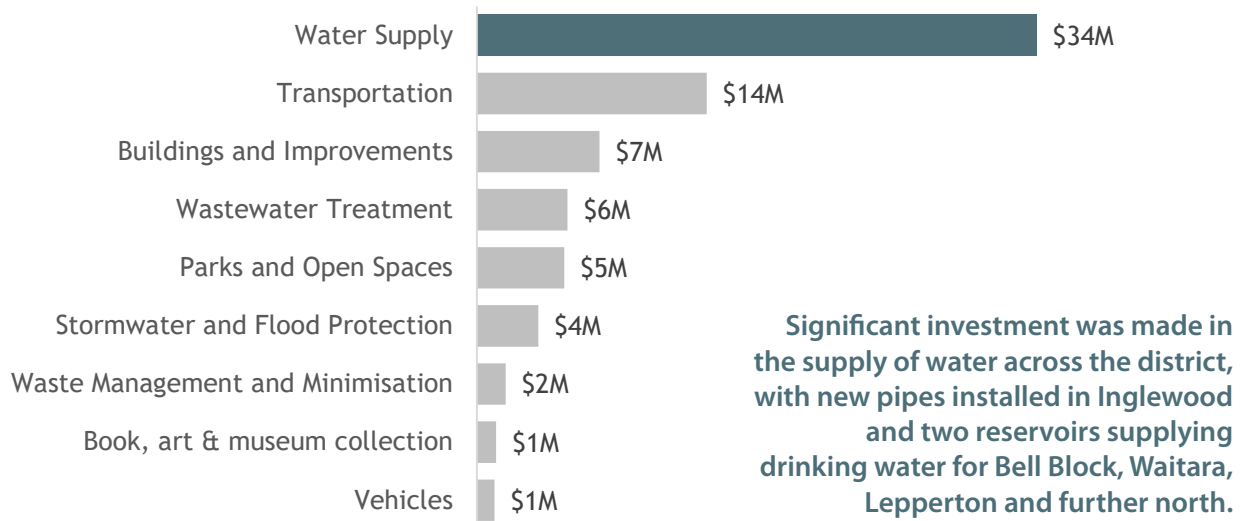 Water Supply $34M
Transportation $14M
Buildings and Improvements $7M
Wastewater Treatment $6M
Parks and Open Spaces $5M
Stormwater and Flood Protection $4M
Waste Management and Minimisation $2M
Book, art & museum collection $1M
Vehicles $1M
Significant investment was made in
the supply of water across the district,
with new pipes installed in Inglewood
and two reservoirs supplying
drinking water for Bell Block, Waitara,
Lepperton and further north.